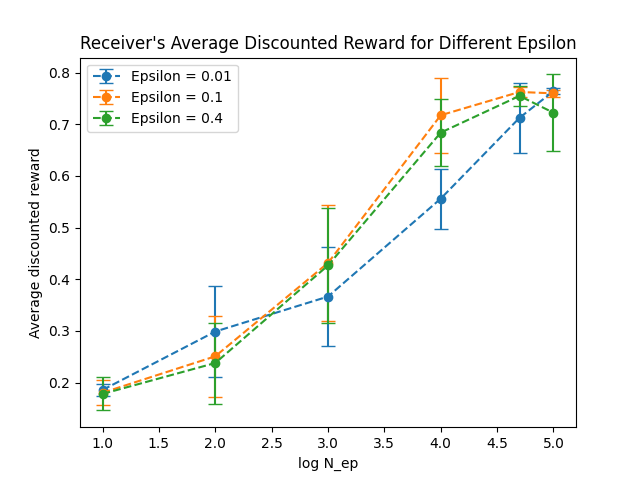 Receiver's Average Discounted Reward for Different Epsilon
Epsilon = 0.01
Epsilon = 0.1
Epsilon = 0.4
Average discounted reward
0.8
0.7
0.6
0.5
0.4
0.3
0.2
1.0 1.5 2.0 2.5 3.0 3.5 4.0 4.5 5.0
log N_ep